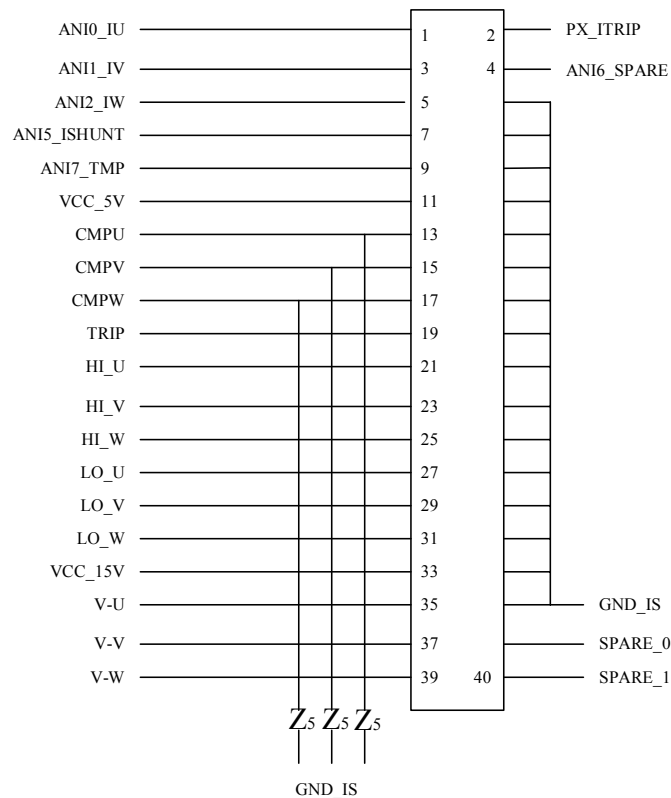 ANI0_IU 1 2 PX_ITRIP
ANI1_IV 3 4 ANI6_SPARE
ANI2_IW 5
ANI5_ISHUNT 7
ANI7_TMP 9
VCC_5V 11
CMPU 13
CMPV 15
CMPW 17
TRIP 19
HI_U 21
HI_V 23
HI_W 25
LO_U 27
LO_V 29
LO_W 31
VCC_15V 33
V-U 35 GND_IS
V-V 37 SPARE_0
V-W 39 40 SPARE_1
Z5 Z5 Z5
GND_IS